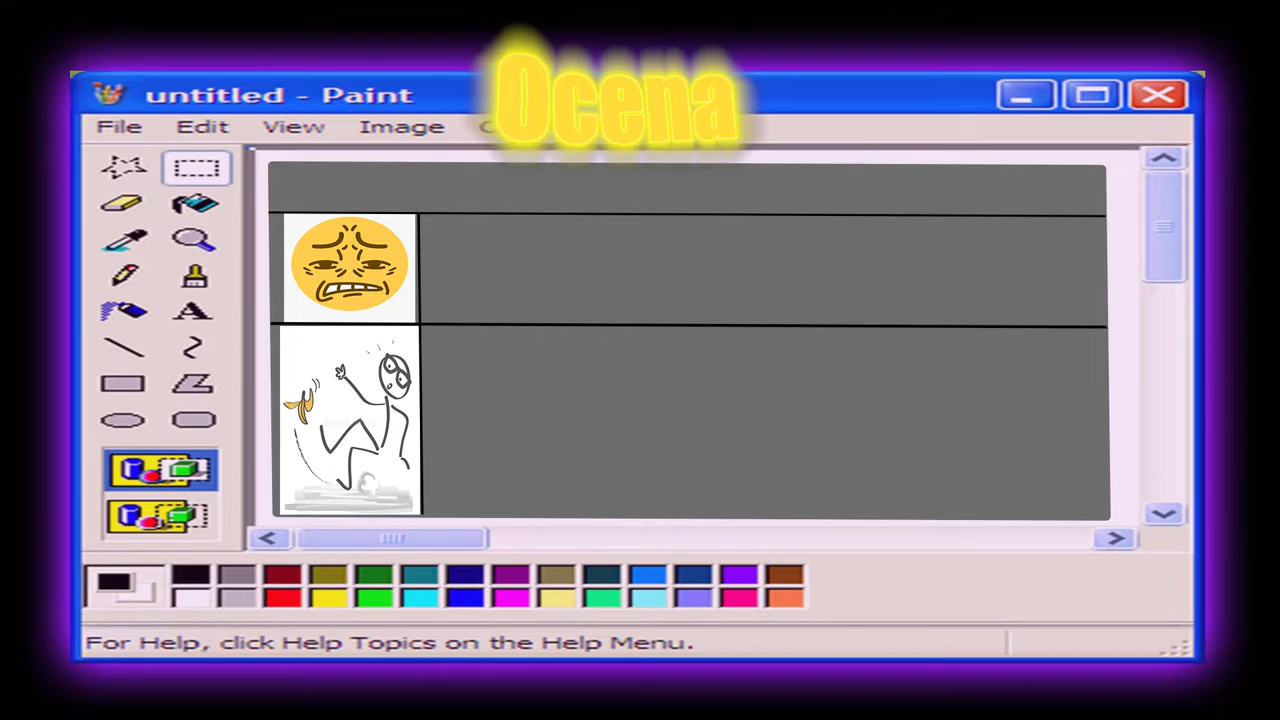 Ocena
untitled - Paint
File Edit View Image
For Help, click Help Topics on the Help Menu.